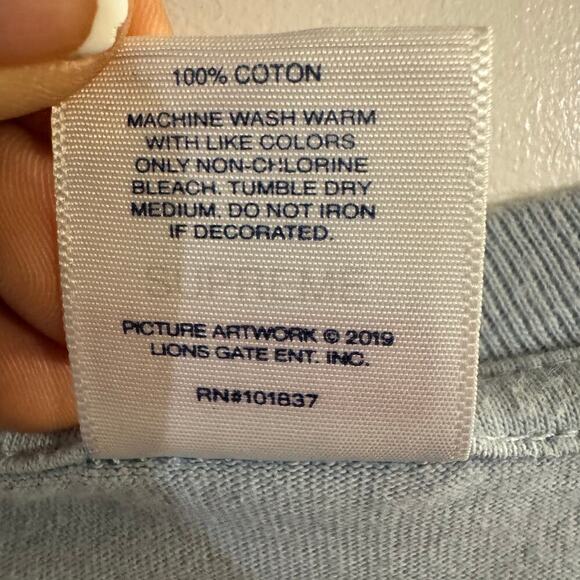 100% COTON
MACHINE WASH WARM
WITH LIKE COLORS
ONLY NON-CHLORINE
BLEACH. TUMBLE DRY
MEDIUM. DO NOT IRON
IF DECORATED.
PICTURE ARTWORK © 2019
LIONS GATE ENT. INC.
RN#101837